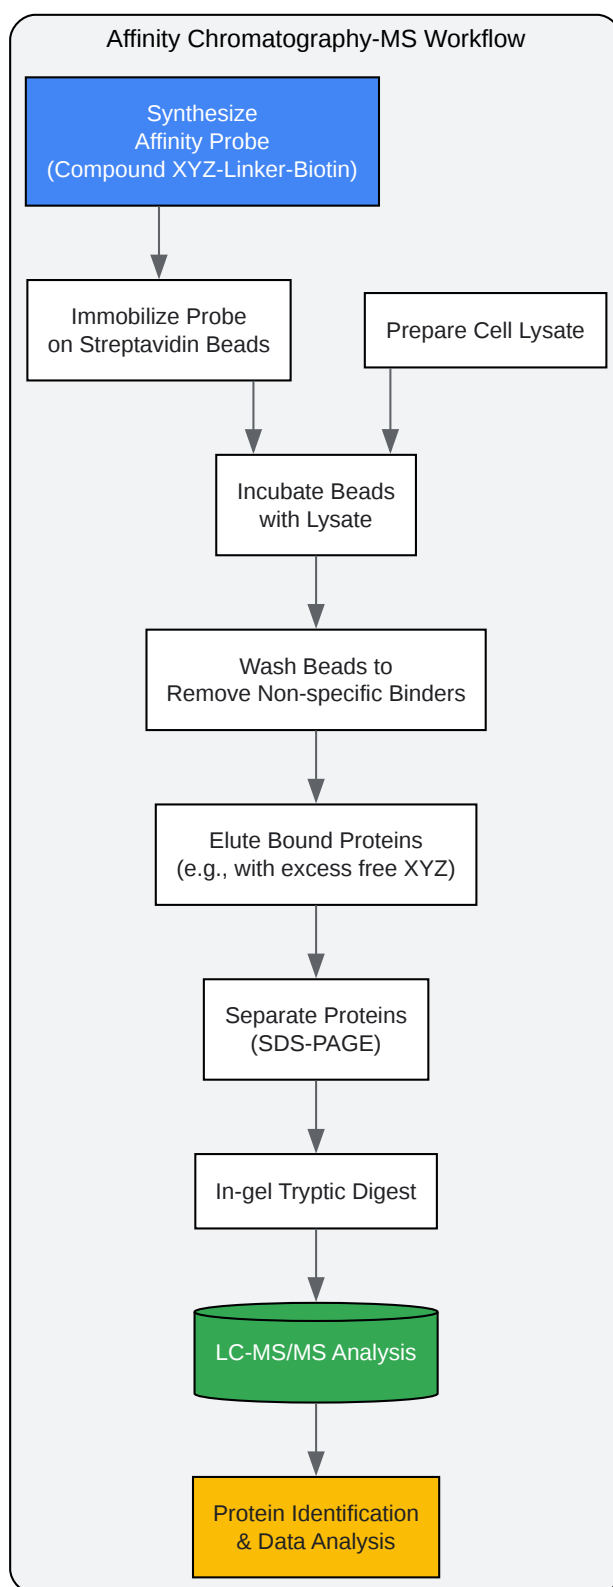 Affinity Chromatography-MS Workflow
Synthesize
Affinity Probe
(Compound XYZ-Linker-Biotin)
Immobilize Probe
on Streptavidin Beads
Prepare Cell Lysate
Incubate Beads
with Lysate
Wash Beads to
Remove Non-specific Binders
Elute Bound Proteins
(e.g., with excess free XYZ)
Separate Proteins
(SDS-PAGE)
In-gel Tryptic Digest
LC-MS/MS Analysis
Protein Identification
& Data Analysis